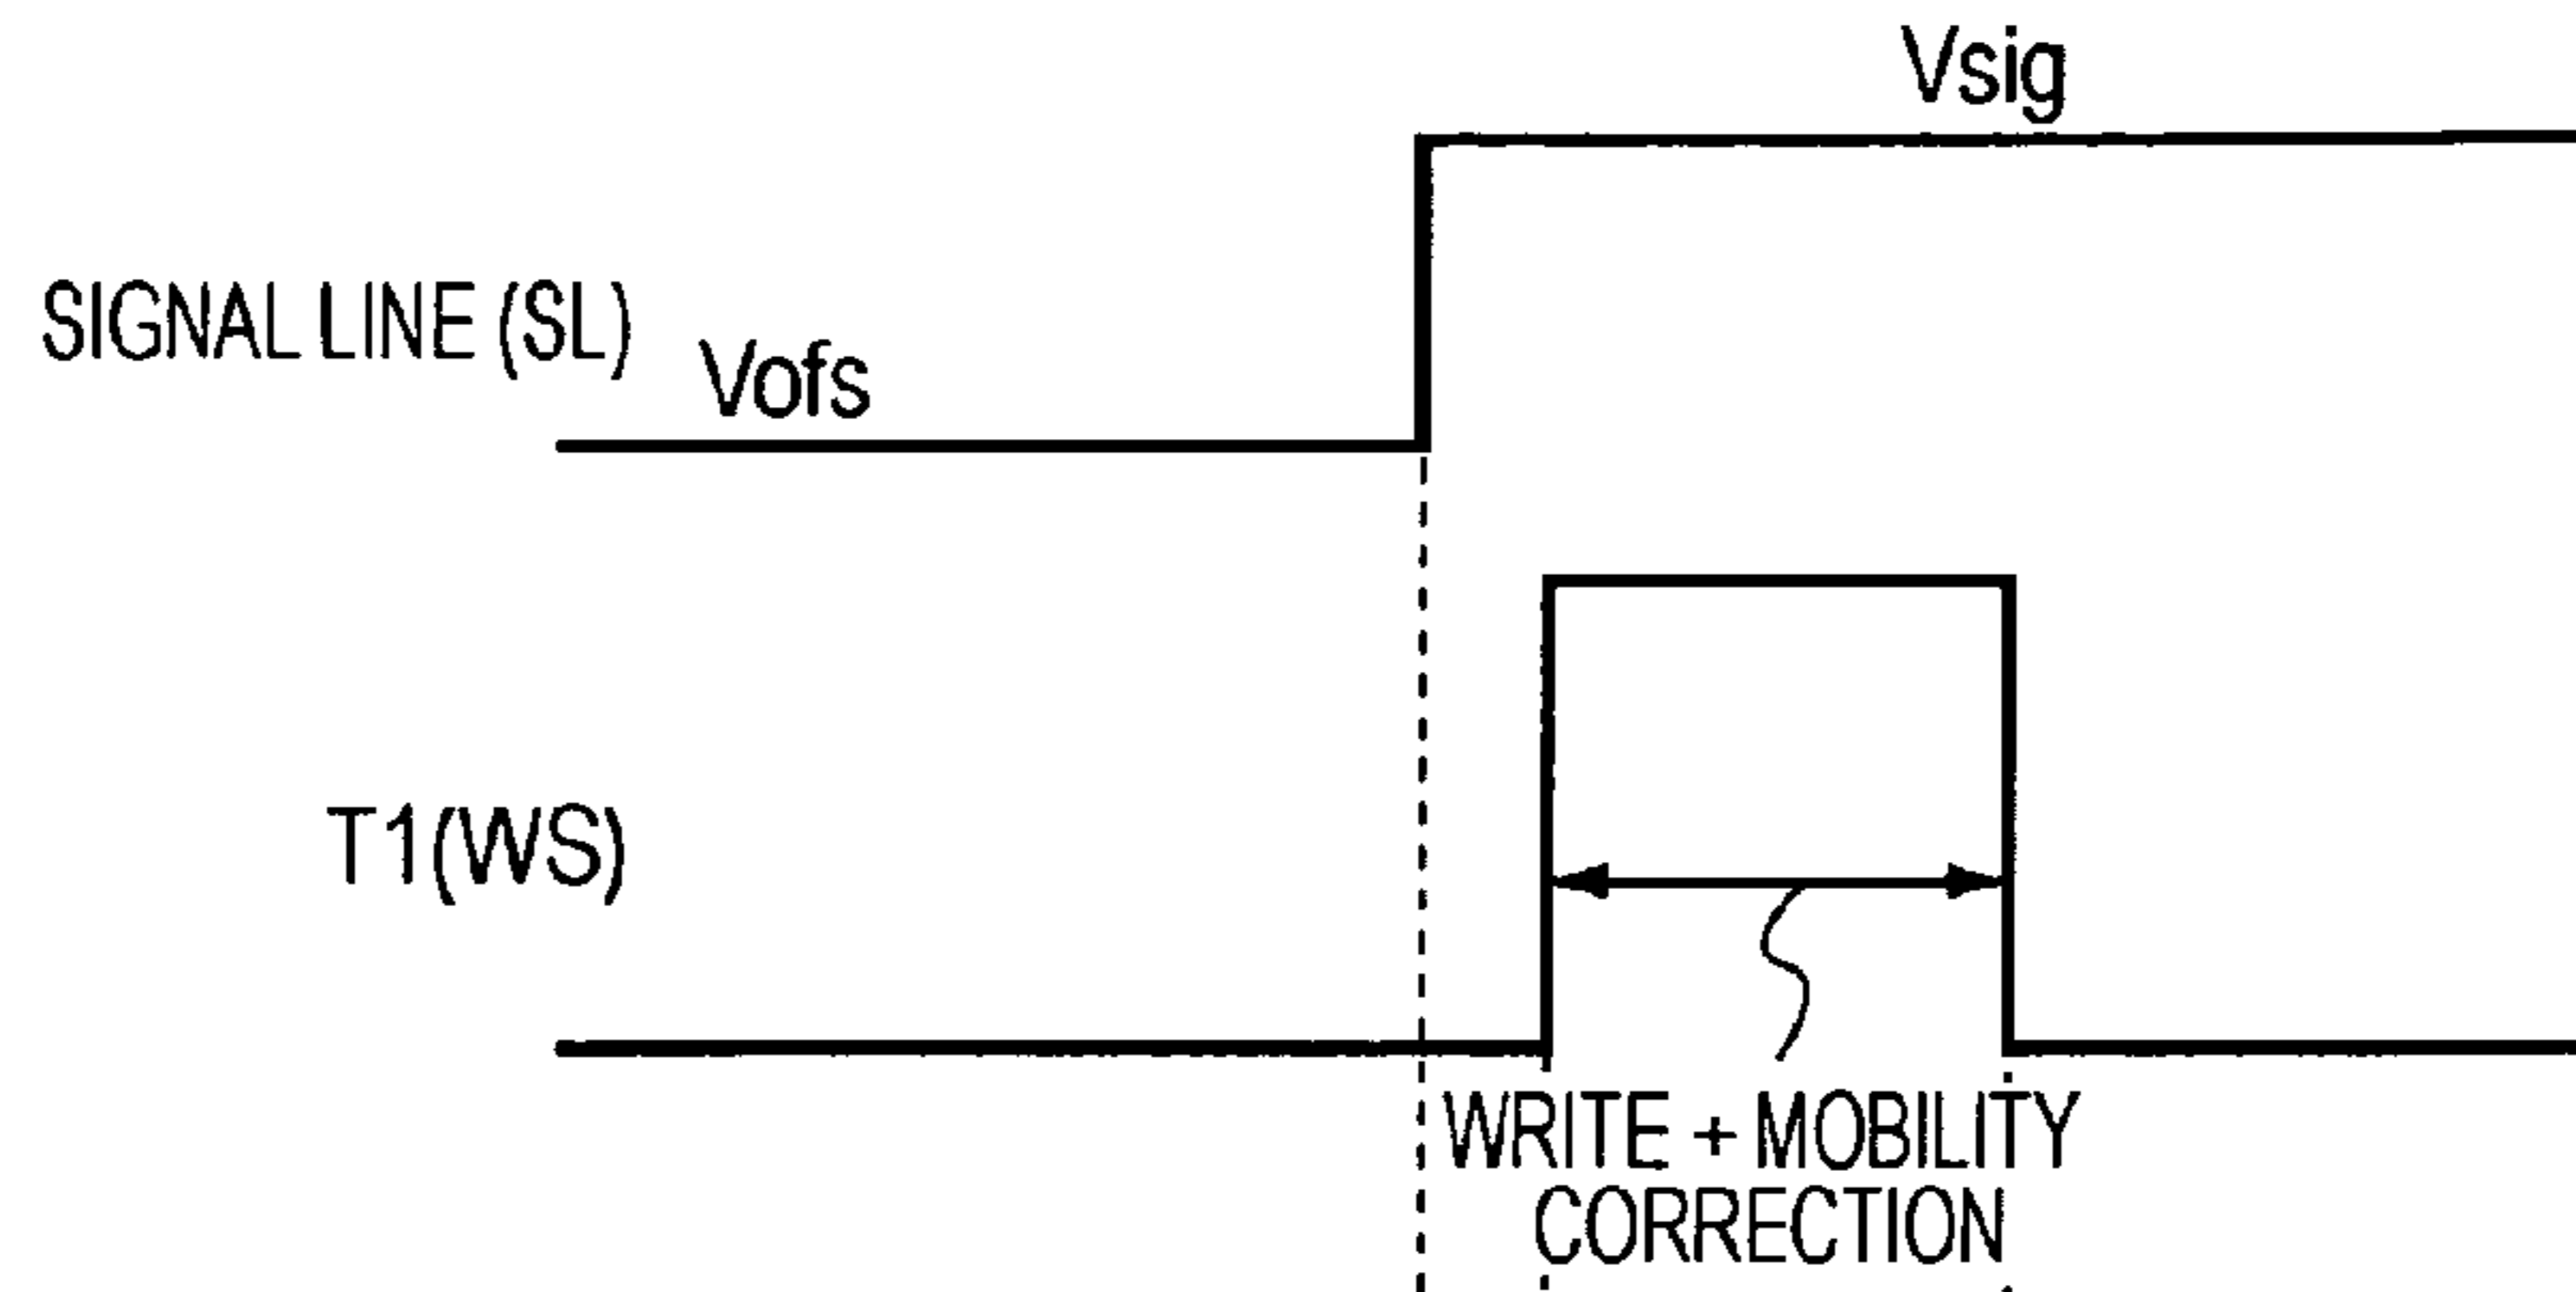 Vsig
SIGNAL LINE (SL)
Vofs
T1(WS)
WRITE + MOBILITY
CORRECTION